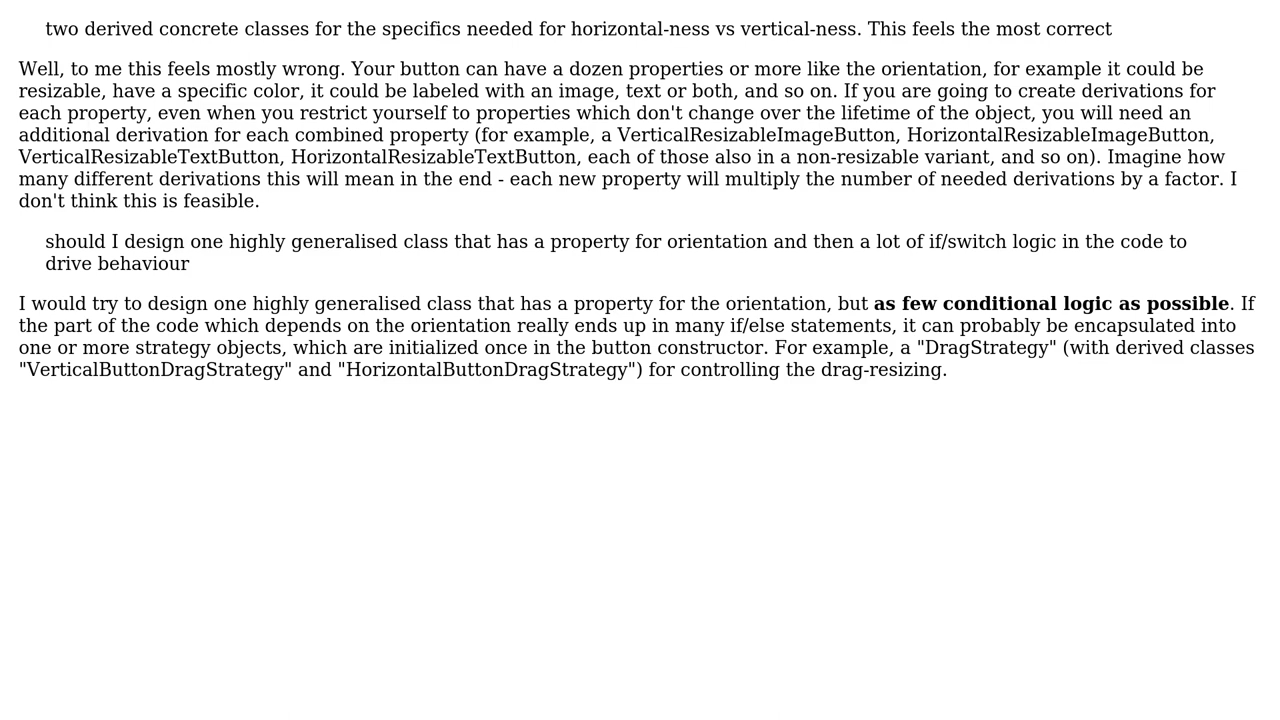 two derived concrete classes for the specifics needed for horizontal-ness vs vertical-ness. This feels the most correct
Well, to me this feels mostly wrong. Your button can have a dozen properties or more like the orientation, for example it could be
resizable, have a specific color, it could be labeled with an image, text or both, and so on. If you are going to create derivations for
each property, even when you restrict yourself to properties which don't change over the lifetime of the object, you will need an
additional derivation for each combined property (for example, a VerticalResizableImageButton, HorizontalResizableImageButton,
VerticalResizableTextButton, HorizontalResizableTextButton, each of those also in a non-resizable variant, and so on). Imagine how
many different derivations this will mean in the end - each new property will multiply the number of needed derivations by a factor. I
don't think this is feasible.
should I design one highly generalised class that has a property for orientation and then a lot of if/switch logic in the code to
drive behaviour
I would try to design one highly generalised class that has a property for the orientation, but as few conditional logic as possible. If
the part of the code which depends on the orientation really ends up in many if/else statements, it can probably be encapsulated into
one or more strategy objects, which are initialized once in the button constructor. For example, a "DragStrategy" (with derived classes
"VerticalButtonDragStrategy" and "HorizontalButtonDragStrategy") for controlling the drag-resizing.